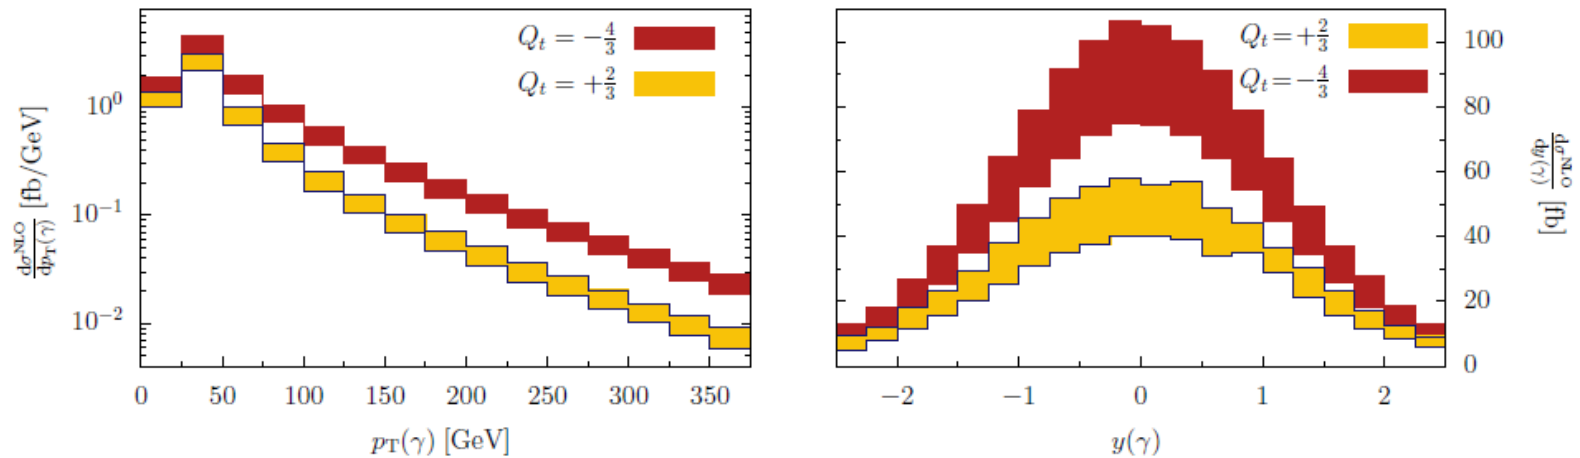 Q_t = −4/3
Q_t = +2/3
10^0
10^−1
10^−2
dσ^NLO/dp_T(γ) [fb/GeV]
0 50 100 150 200 250 300 350
p_T(γ) [GeV]
Q_t = +2/3
Q_t = −4/3
100
80
60
40
20
0
dσ^NLO/dy(γ) [fb]
−2 −1 0 1 2
y(γ)